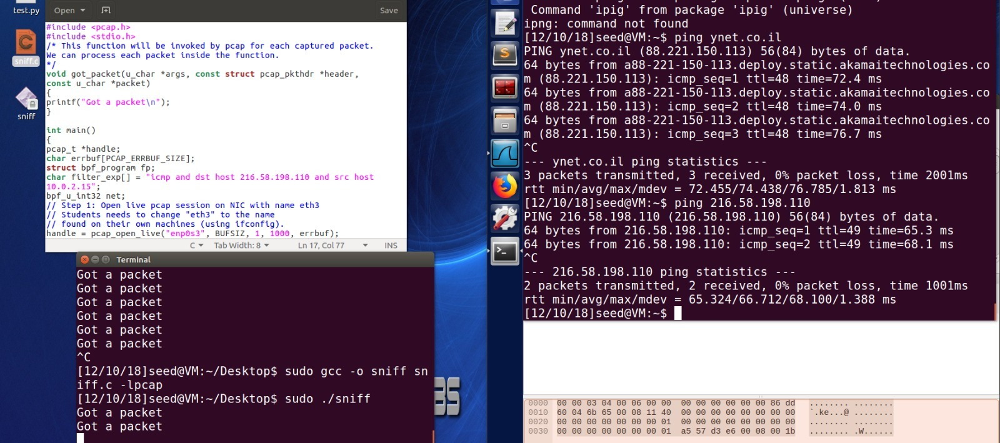 test.py
sniff.c
sniff
Open
Save
#include <pcap.h>
#include <stdio.h>
/* This function will be invoked by pcap for each captured packet.
We can process each packet inside the function.
*/
void got_packet(u_char *args, const struct pcap_pkthdr *header,
const u_char *packet)
{
printf("Got a packet\n");
}
int main()
{
pcap_t *handle;
char errbuf[PCAP_ERRBUF_SIZE];
struct bpf_program fp;
char filter_exp[] = "icmp and dst host 216.58.198.110 and src host
10.0.2.15";
bpf_u_int32 net;
// Step 1: Open live pcap session on NIC with name eth3
// Students needs to change "eth3" to the name
// found on their own machines (using ifconfig).
handle = pcap_open_live("enp0s3", BUFSIZ, 1, 1000, errbuf);
C Tab Width: 8 Ln 17, Col 77 INS
Terminal
Got a packet
Got a packet
Got a packet
Got a packet
Got a packet
Got a packet
^C
[12/10/18]seed@VM:~/Desktop$ sudo gcc -o sniff sn
iff.c -lpcap
[12/10/18]seed@VM:~/Desktop$ sudo ./sniff
Got a packet
Got a packet
Command 'ipig' from package 'ipig' (universe)
ipng: command not found
[12/10/18]seed@VM:~$ ping ynet.co.il
PING ynet.co.il (88.221.150.113) 56(84) bytes of data.
64 bytes from a88-221-150-113.deploy.static.akamaitechnologies.co
m (88.221.150.113): icmp_seq=1 ttl=48 time=72.4 ms
64 bytes from a88-221-150-113.deploy.static.akamaitechnologies.co
m (88.221.150.113): icmp_seq=2 ttl=48 time=74.0 ms
64 bytes from a88-221-150-113.deploy.static.akamaitechnologies.co
m (88.221.150.113): icmp_seq=3 ttl=48 time=76.7 ms
^C
--- ynet.co.il ping statistics ---
3 packets transmitted, 3 received, 0% packet loss, time 2001ms
rtt min/avg/max/mdev = 72.455/74.438/76.785/1.813 ms
[12/10/18]seed@VM:~$ ping 216.58.198.110
PING 216.58.198.110 (216.58.198.110) 56(84) bytes of data.
64 bytes from 216.58.198.110: icmp_seq=1 ttl=49 time=65.3 ms
64 bytes from 216.58.198.110: icmp_seq=2 ttl=49 time=68.1 ms
^C
--- 216.58.198.110 ping statistics ---
2 packets transmitted, 2 received, 0% packet loss, time 1001ms
rtt min/avg/max/mdev = 65.324/66.712/68.100/1.388 ms
[12/10/18]seed@VM:~$
0000 00 00 03 04 00 06 00 00 00 00 00 00 00 00 86 dd ........ ........
0010 60 04 6b 65 00 08 11 40 00 00 00 00 00 00 00 00 `.ke...@ ........
0020 00 00 00 00 00 00 00 01 00 00 00 00 00 00 00 00 ........ ........
0030 00 00 00 00 00 00 00 01 a5 57 d3 e6 00 08 00 1b ........ .W......